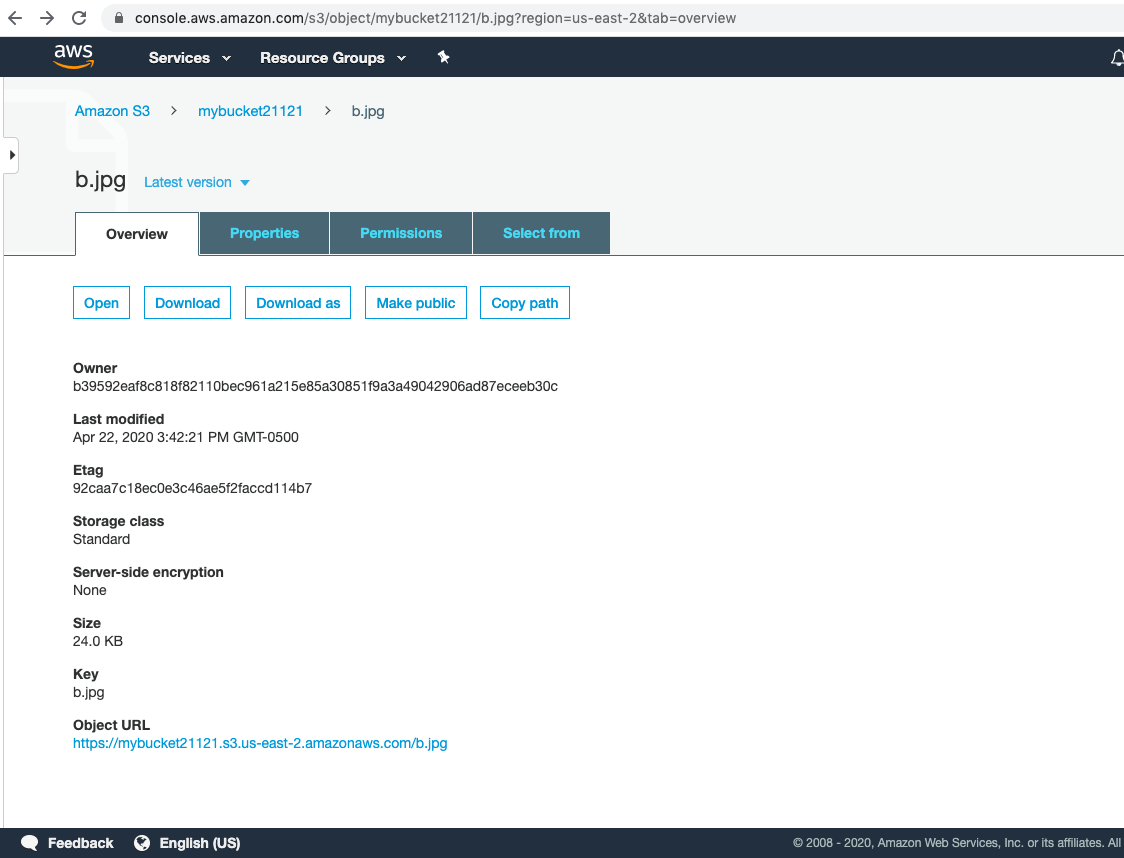 console.aws.amazon.com/s3/object/mybucket21121/b.jpg?region=us-east-2&tab=overview
aws Services Resource Groups
Amazon S3 > mybucket21121 > b.jpg
b.jpg Latest version
Overview Properties Permissions Select from
Open Download Download as Make public Copy path
Owner
b39592eaf8c818f82110bec961a215e85a30851f9a3a49042906ad87eceeb30c
Last modified
Apr 22, 2020 3:42:21 PM GMT-0500
Etag
92caa7c18ec0e3c46ae5f2faccd114b7
Storage class
Standard
Server-side encryption
None
Size
24.0 KB
Key
b.jpg
Object URL
https://mybucket21121.s3.us-east-2.amazonaws.com/b.jpg
Feedback English (US) © 2008 - 2020, Amazon Web Services, Inc. or its affiliates. All